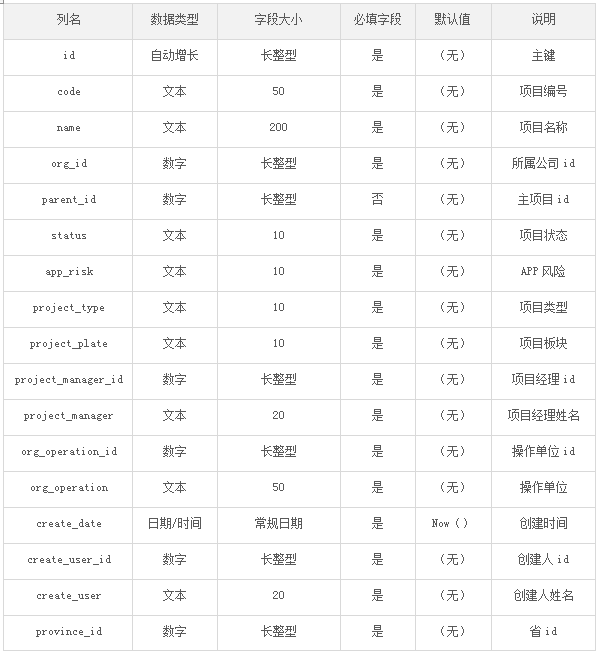 列名 数据类型 字段大小 必填字段 默认值 说明
id 自动增长 长整型 是 （无） 主键
code 文本 50 是 （无） 项目编号
name 文本 200 是 （无） 项目名称
org_id 数字 长整型 是 （无） 所属公司 id
parent_id 数字 长整型 否 （无） 主项目 id
status 文本 10 是 （无） 项目状态
app_risk 文本 10 是 （无） APP 风险
project_type 文本 10 是 （无） 项目类型
project_plate 文本 10 是 （无） 项目板块
project_manager_id 数字 长整型 是 （无） 项目经理 id
project_manager 文本 20 是 （无） 项目经理姓名
org_operation_id 数字 长整型 是 （无） 操作单位 id
org_operation 文本 50 是 （无） 操作单位
create_date 日期/时间 常规日期 是 Now（） 创建时间
create_user_id 数字 长整型 是 （无） 创建人 id
create_user 文本 20 是 （无） 创建人姓名
province_id 数字 长整型 是 （无） 省 id